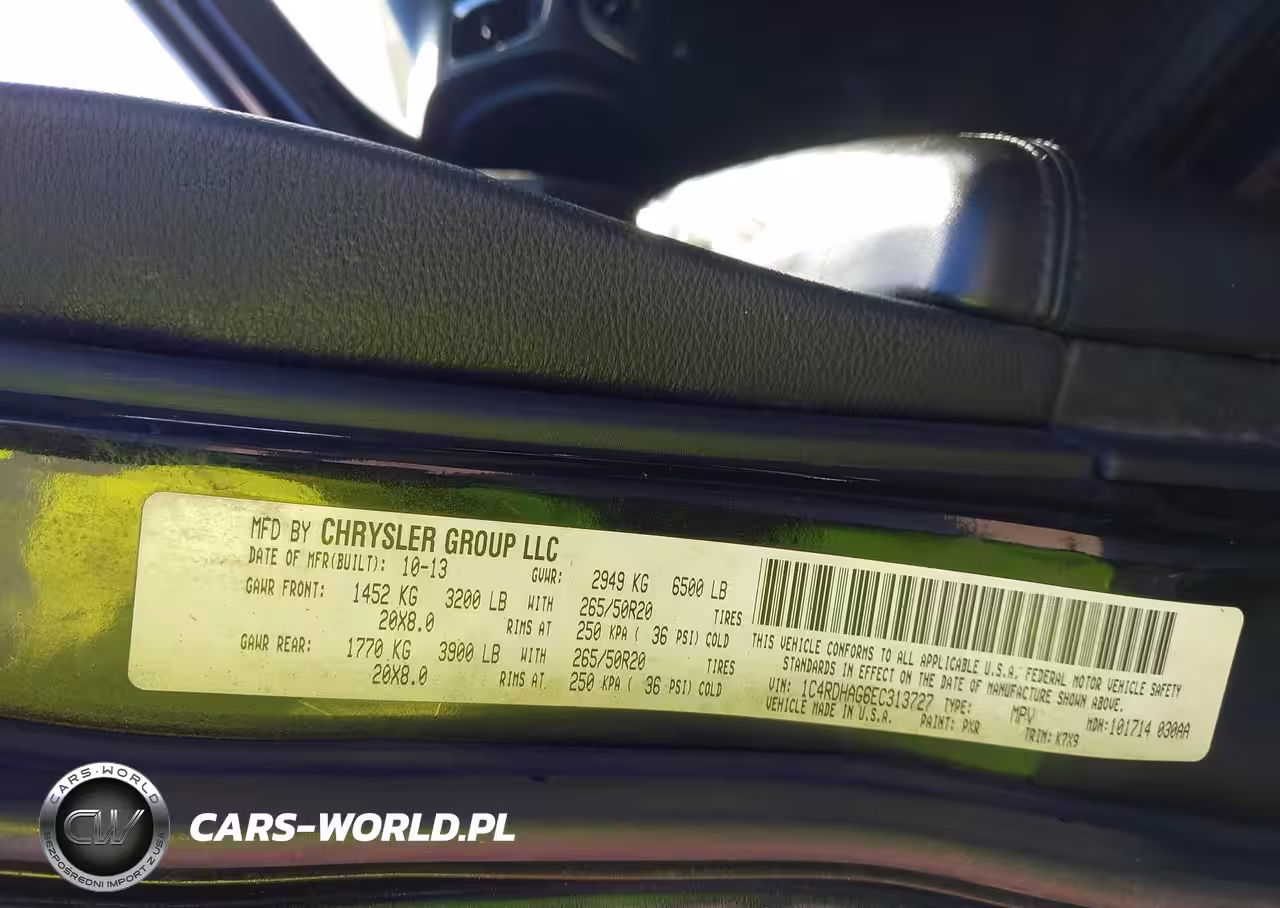 MFD BY CHRYSLER GROUP LLC
DATE OF MFR(BUILT): 10-13 GVWR: 2949 KG 6500 LB
GAWR FRONT: 1452 KG 3200 LB WITH 265/50R20 TIRES
20X8.0 RIMS AT 250 KPA ( 36 PSI) COLD
GAWR REAR: 1770 KG 3900 LB WITH 265/50R20 TIRES
20X8.0 RIMS AT 250 KPA ( 36 PSI) COLD
THIS VEHICLE CONFORMS TO ALL APPLICABLE U.S.A. FEDERAL MOTOR VEHICLE SAFETY
STANDARDS IN EFFECT ON THE DATE OF MANUFACTURE SHOWN ABOVE.
VIN: 1C4RDHAG6EC313727 TYPE: MPV MDH:101714 030AA
VEHICLE MADE IN U.S.A. PAINT: PXR TRIM: K7X9
CARS-WORLD
CW
BEZPOŚREDNI IMPORT Z USA
CARS-WORLD.PL